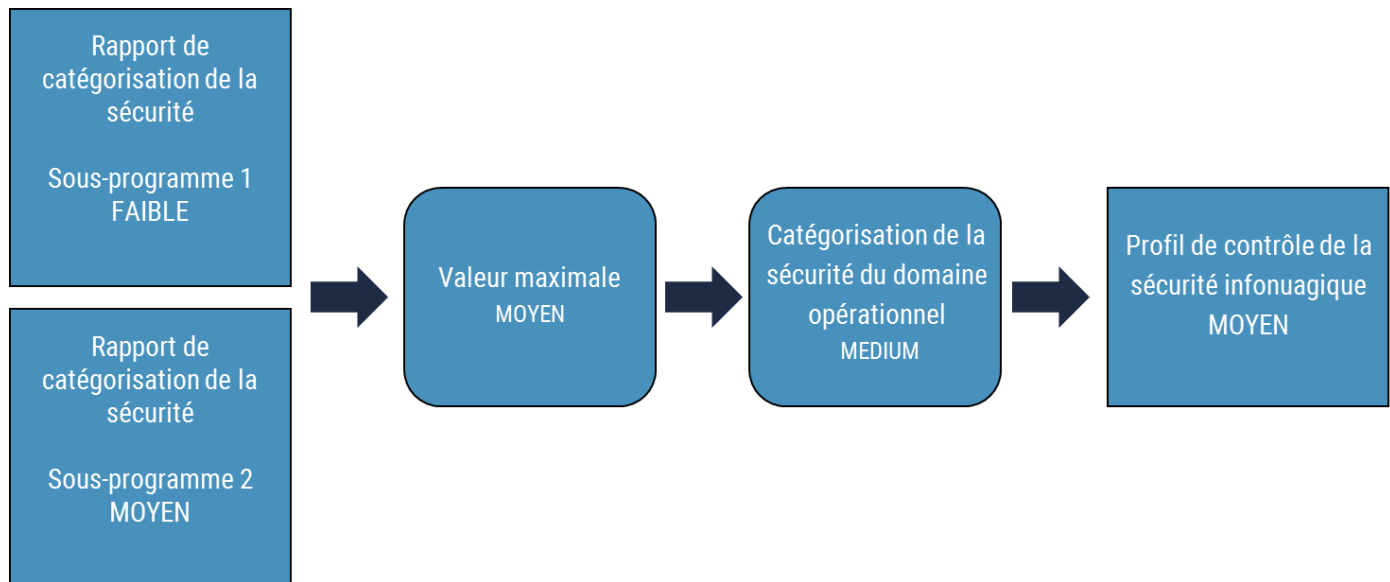 Rapport de
catégorisation de la
sécurité
Sous-programme 1
FAIBLE
Rapport de
catégorisation de la
sécurité
Sous-programme 2
MOYEN
Valeur maximale
MOYEN
Catégorisation de la
sécurité du domaine
opérationnel
MEDIUM
Profil de contrôle de la
sécurité infonuagique
MOYEN